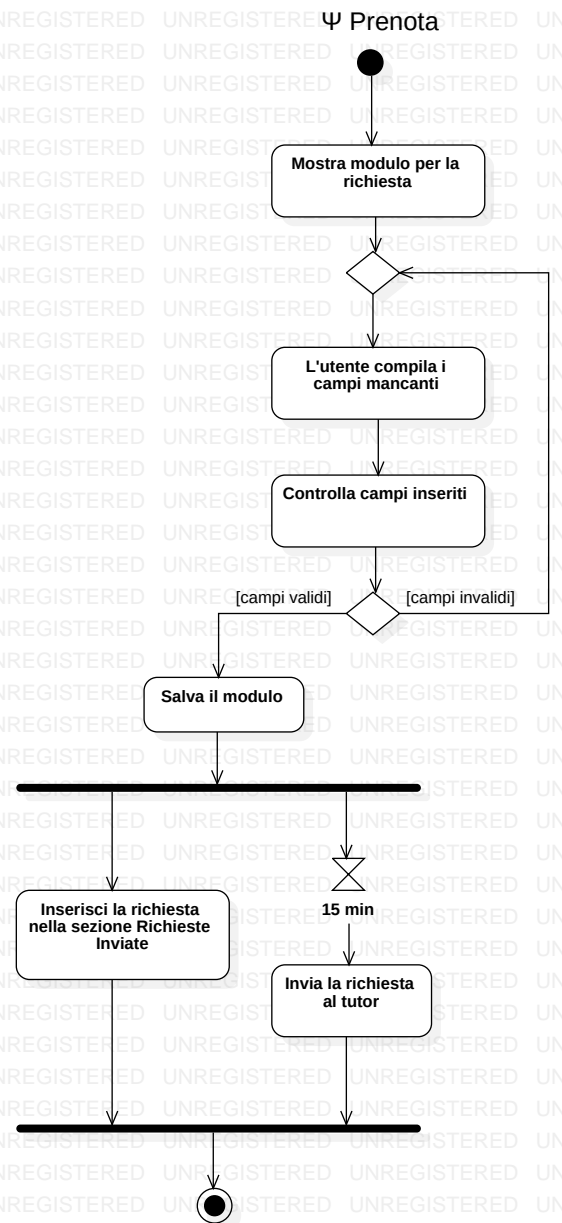 Ψ Prenota
Mostra modulo per la
richiesta
L'utente compila i
campi mancanti
Controlla campi inseriti
[campi validi]
[campi invalidi]
Salva il modulo
Inserisci la richiesta
nella sezione Richieste
Inviate
15 min
Invia la richiesta
al tutor